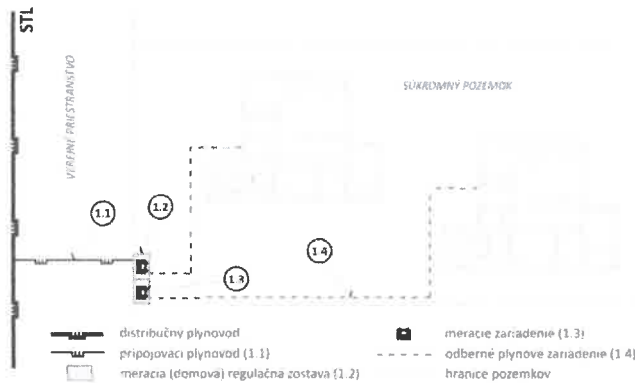 STL
VEREJNÉ PRIESTRANSTVO
SÚKROMNÝ POZEMOK
1.1
1.2
1.3
1.4
distribučný plynovod
pripojovací plynovod (1.1)
meracia (domová) regulačná zostava (1.2)
meracie zariadenie (1.3)
odberné plynové zariadenie (1.4)
hranice pozemkov